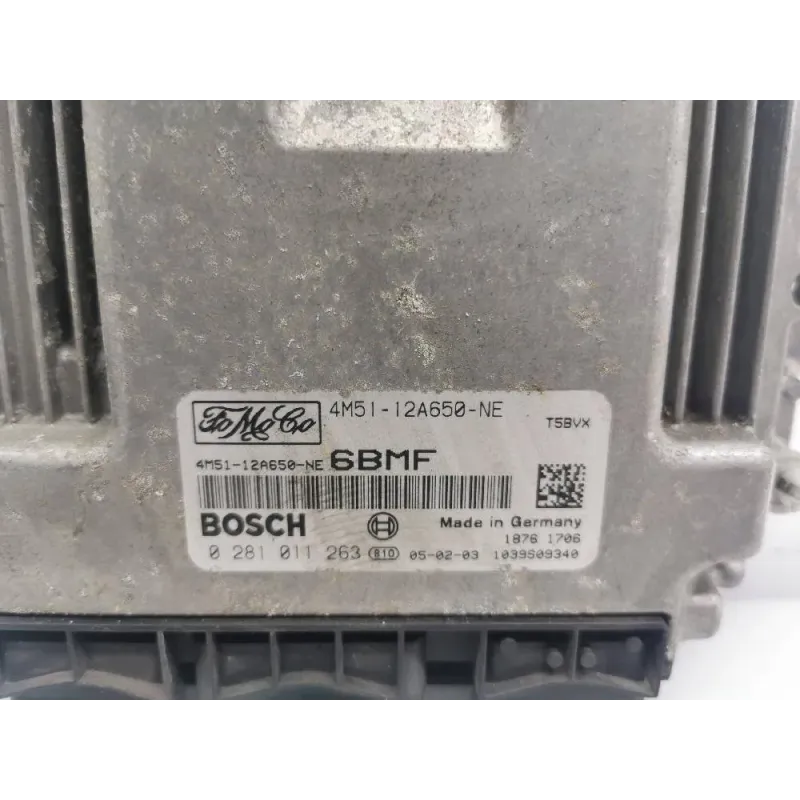 FoMoCo 4M51-12A650-NE T5BVX
4M51-12A650-NE 6BMF
BOSCH Made in Germany
1876 1706
0 281 011 263 810 05-02-03 1039S09340